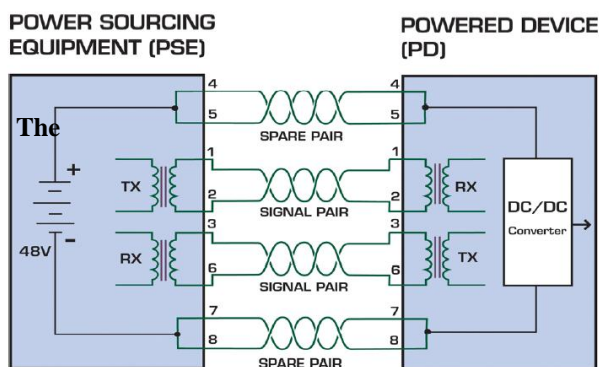 POWER SOURCING
EQUIPMENT (PSE)
POWERED DEVICE
(PD)
The
4
5
SPARE PAIR
4
5
+
48V
-
TX
1
2
SIGNAL PAIR
1
2
RX
RX
3
6
SIGNAL PAIR
3
6
TX
DC/DC
Converter
7
8
SPARE PAIR
7
8